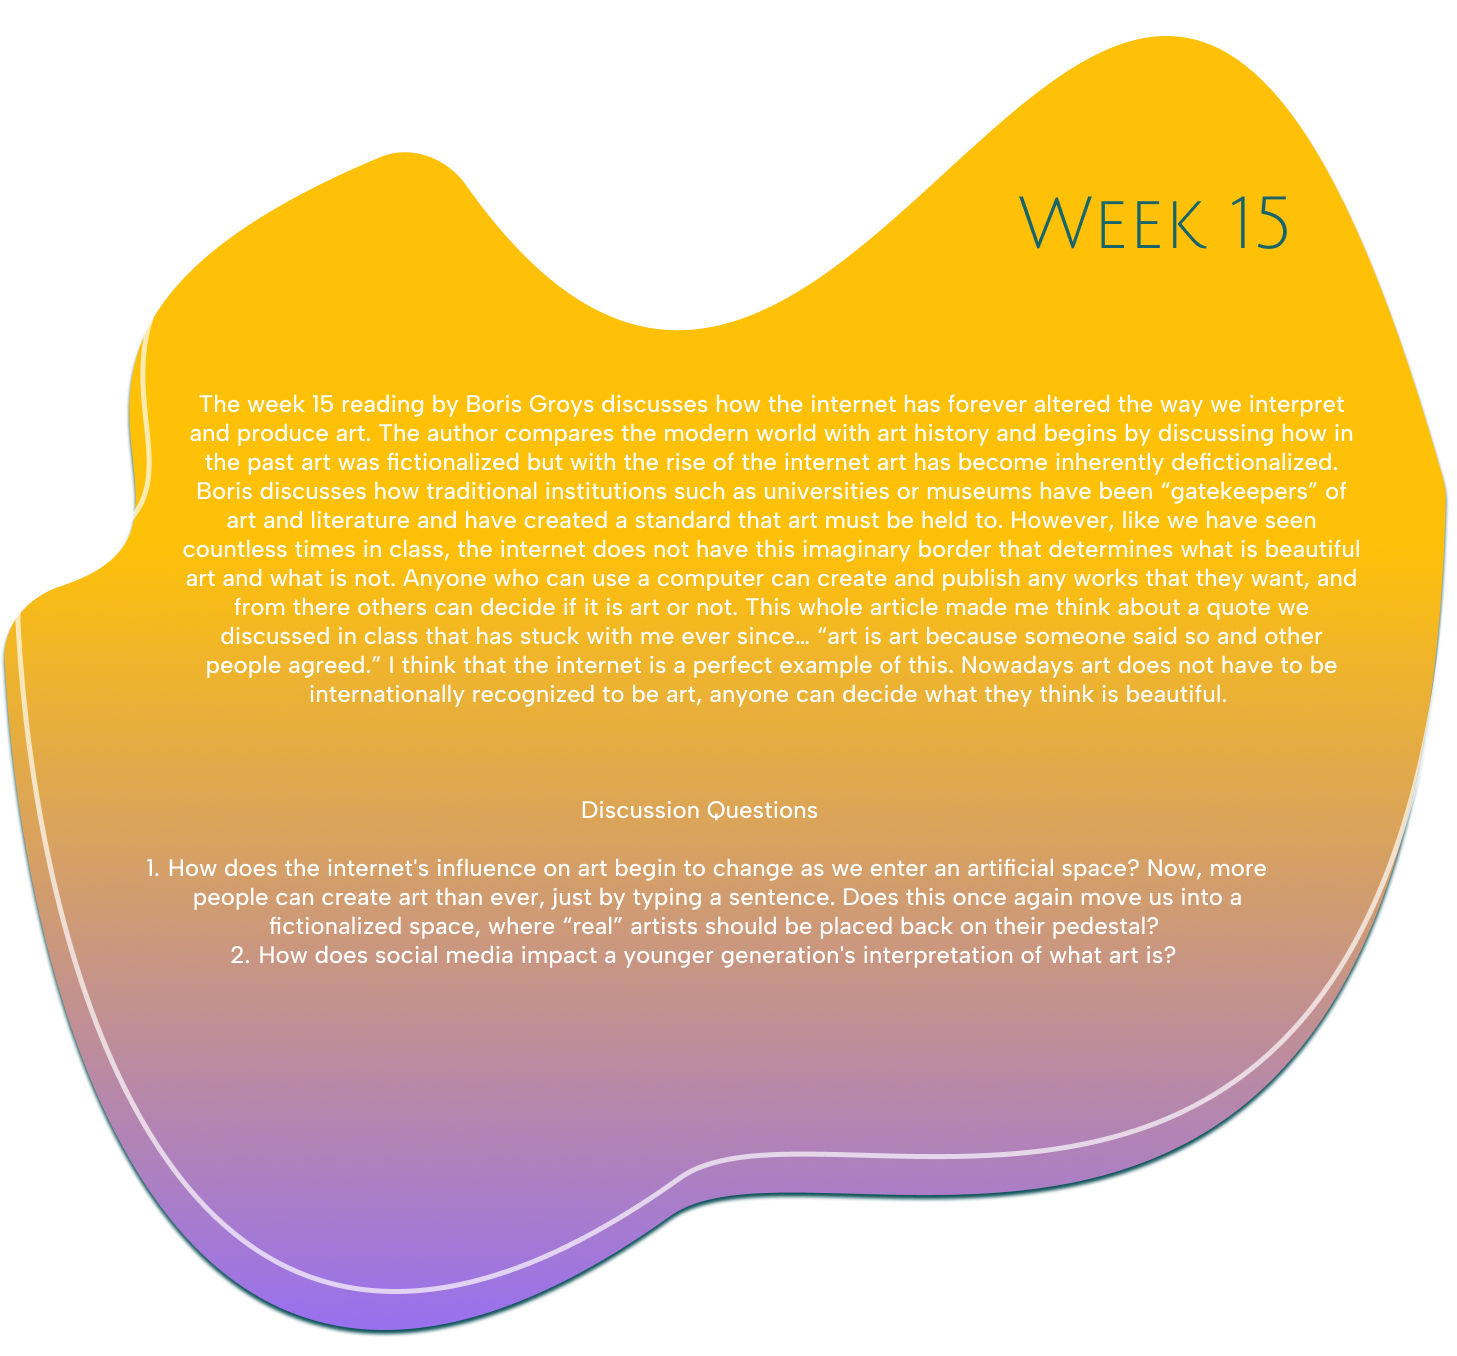 WEEK 15
The week 15 reading by Boris Groys discusses how the internet has forever altered the way we interpret
and produce art. The author compares the modern world with art history and begins by discussing how in
the past art was fictionalized but with the rise of the internet art has become inherently defictionalized.
Boris discusses how traditional institutions such as universities or museums have been “gatekeepers” of
art and literature and have created a standard that art must be held to. However, like we have seen
countless times in class, the internet does not have this imaginary border that determines what is beautiful
art and what is not. Anyone who can use a computer can create and publish any works that they want, and
from there others can decide if it is art or not. This whole article made me think about a quote we
discussed in class that has stuck with me ever since... “art is art because someone said so and other
people agreed.” I think that the internet is a perfect example of this. Nowadays art does not have to be
internationally recognized to be art, anyone can decide what they think is beautiful.
Discussion Questions
1. How does the internet's influence on art begin to change as we enter an artificial space? Now, more
people can create art than ever, just by typing a sentence. Does this once again move us into a
fictionalized space, where “real” artists should be placed back on their pedestal?
2. How does social media impact a younger generation's interpretation of what art is?